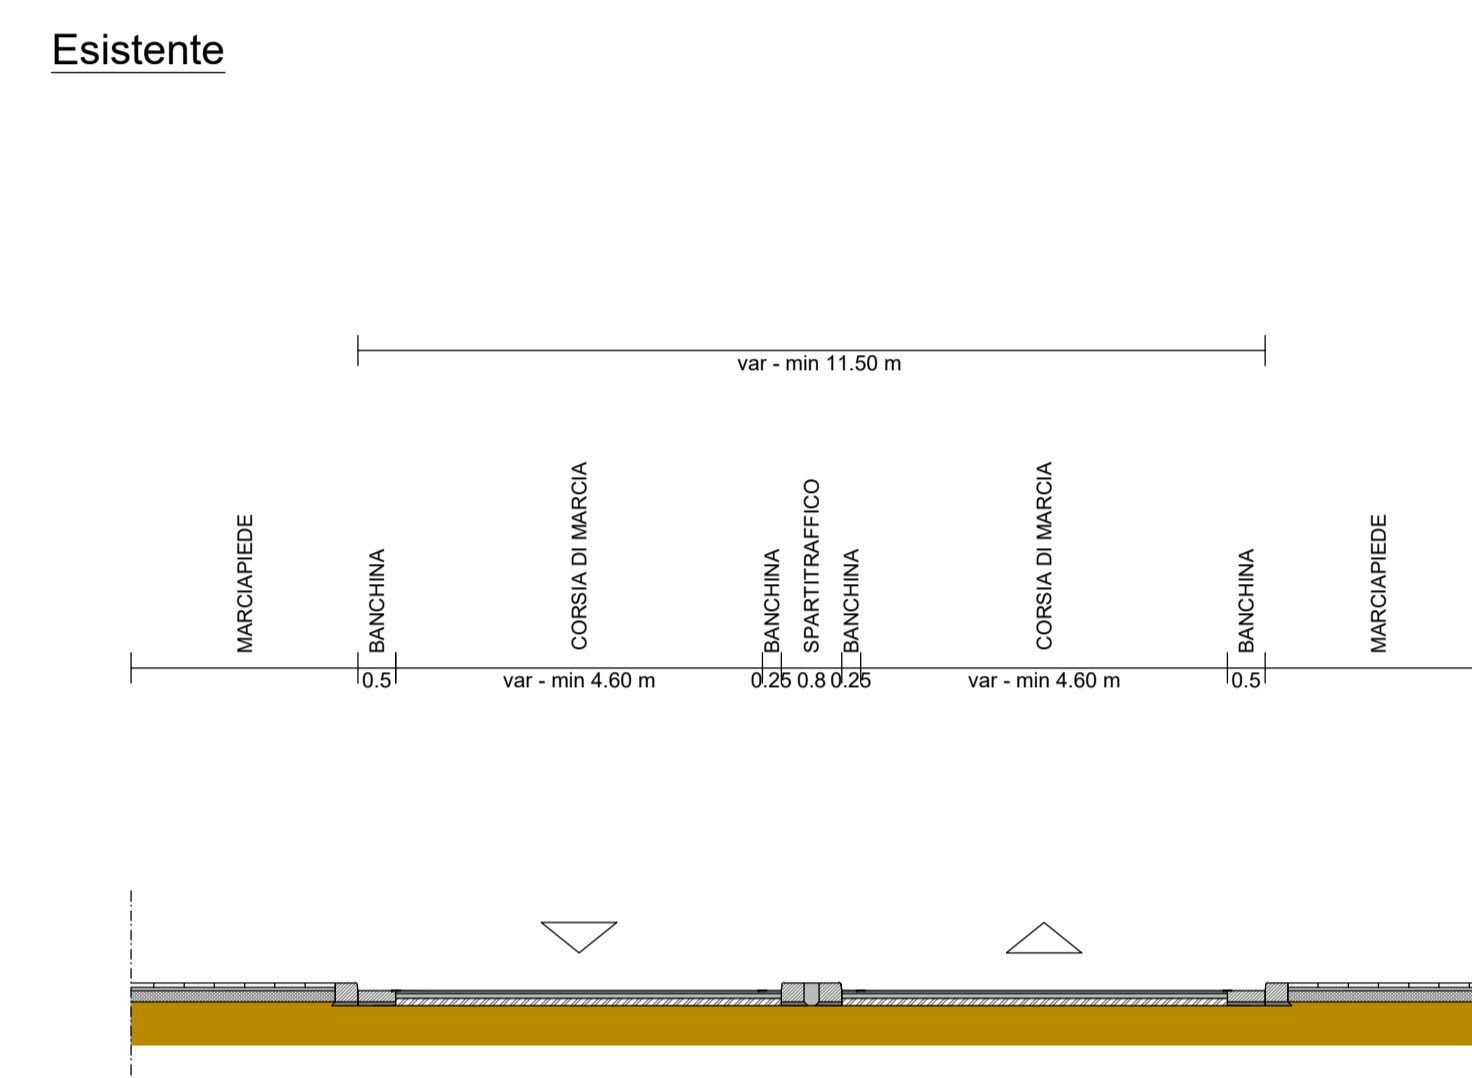 Esistente
var - min 11.50 m
MARCIAPIEDE
BANCHINA
CORSIA DI MARCIA
BANCHINA
SPARTITRAFFICO
BANCHINA
CORSIA DI MARCIA
BANCHINA
MARCIAPIEDE
0.5
var - min 4.60 m
0.25
0.8
0.25
var - min 4.60 m
0.5